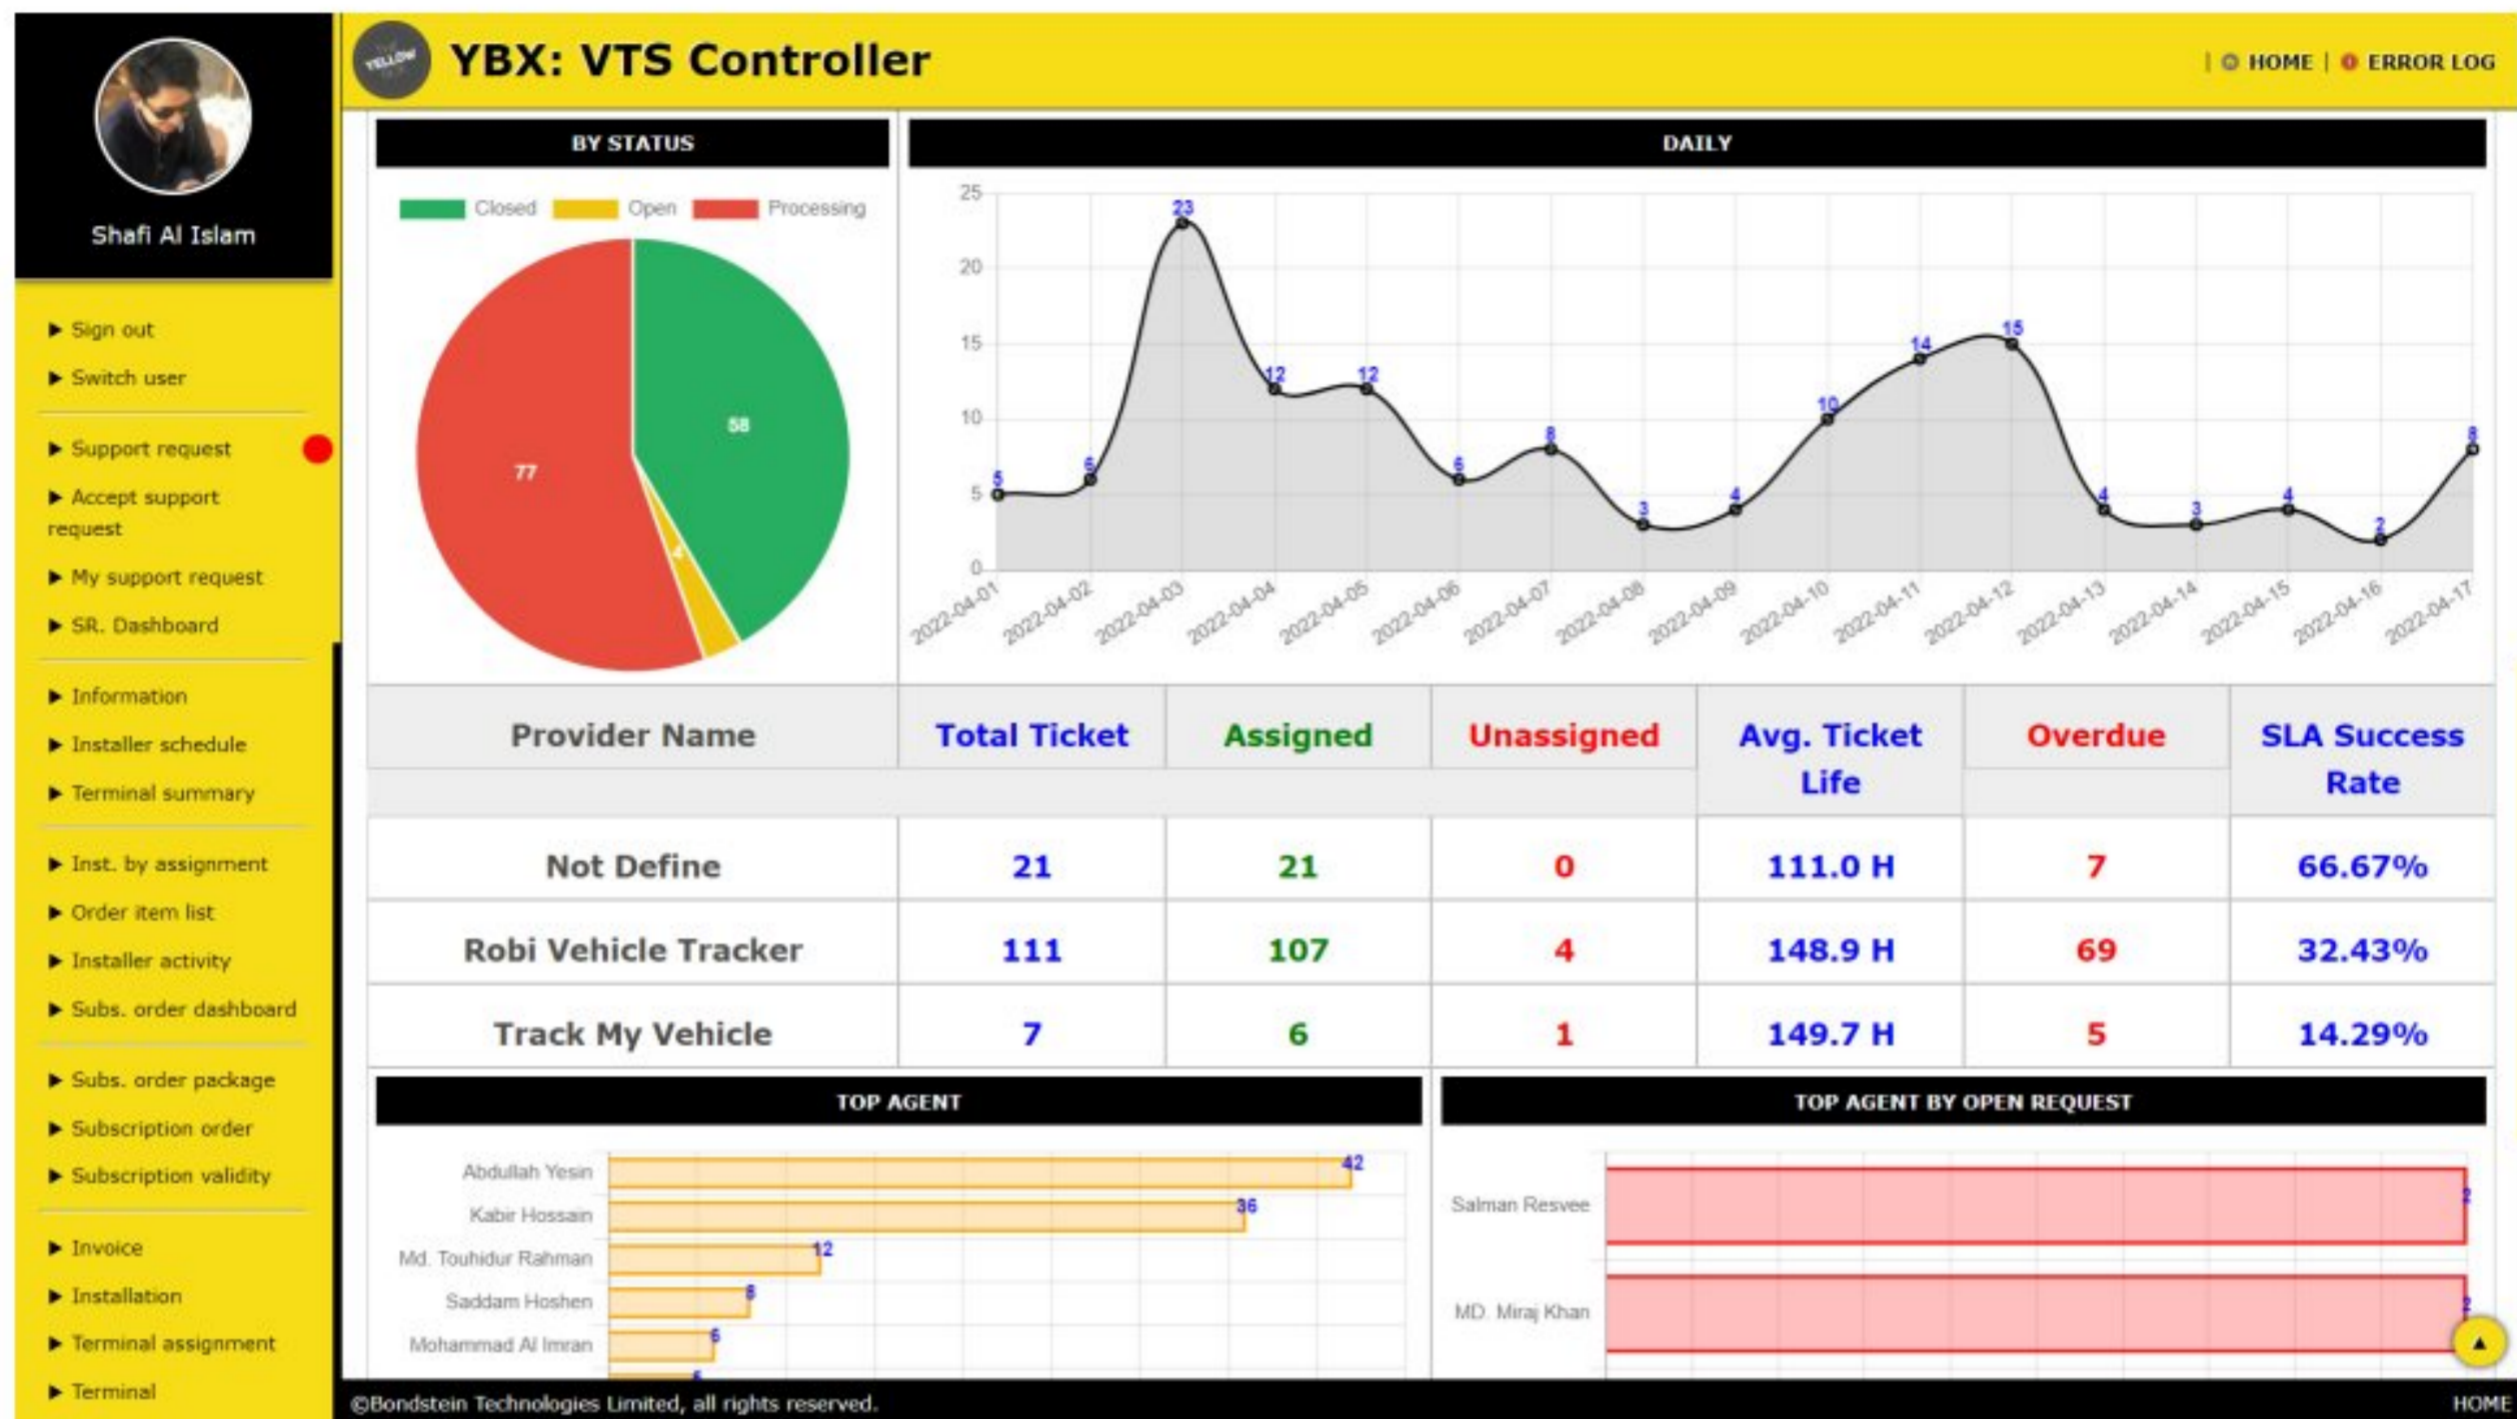 Shafi Al Islam
▶ Sign out
▶ Switch user
▶ Support request
▶ Accept support
request
▶ My support request
▶ SR. Dashboard
▶ Information
▶ Installer schedule
▶ Terminal summary
▶ Inst. by assignment
▶ Order item list
▶ Installer activity
▶ Subs. order dashboard
▶ Subs. order package
▶ Subscription order
▶ Subscription validity
▶ Invoice
▶ Installation
▶ Terminal assignment
▶ Terminal
YELLOW
YBX: VTS Controller
| HOME | ERROR LOG
BY STATUS
Closed Open Processing
58
77
4
DAILY
25
20
15
10
5
0
5 6 23 12 12 6 8 3 4 10 14 15 4 3 4 2 8
2022-04-01 2022-04-02 2022-04-03 2022-04-04 2022-04-05 2022-04-06 2022-04-07 2022-04-08 2022-04-09 2022-04-10 2022-04-11 2022-04-12 2022-04-13 2022-04-14 2022-04-15 2022-04-16 2022-04-17
Provider Name Total Ticket Assigned Unassigned Avg. Ticket Overdue SLA Success
Life Rate
Not Define 21 21 0 111.0 H 7 66.67%
Robi Vehicle Tracker 111 107 4 148.9 H 69 32.43%
Track My Vehicle 7 6 1 149.7 H 5 14.29%
TOP AGENT
Abdullah Yesin 42
Kabir Hossain 36
Md. Touhidur Rahman 12
Saddam Hoshen 8
Mohammad Al Imran 6
TOP AGENT BY OPEN REQUEST
Salman Resvee 2
MD. Miraj Khan 2
©Bondstein Technologies Limited, all rights reserved.
HOME